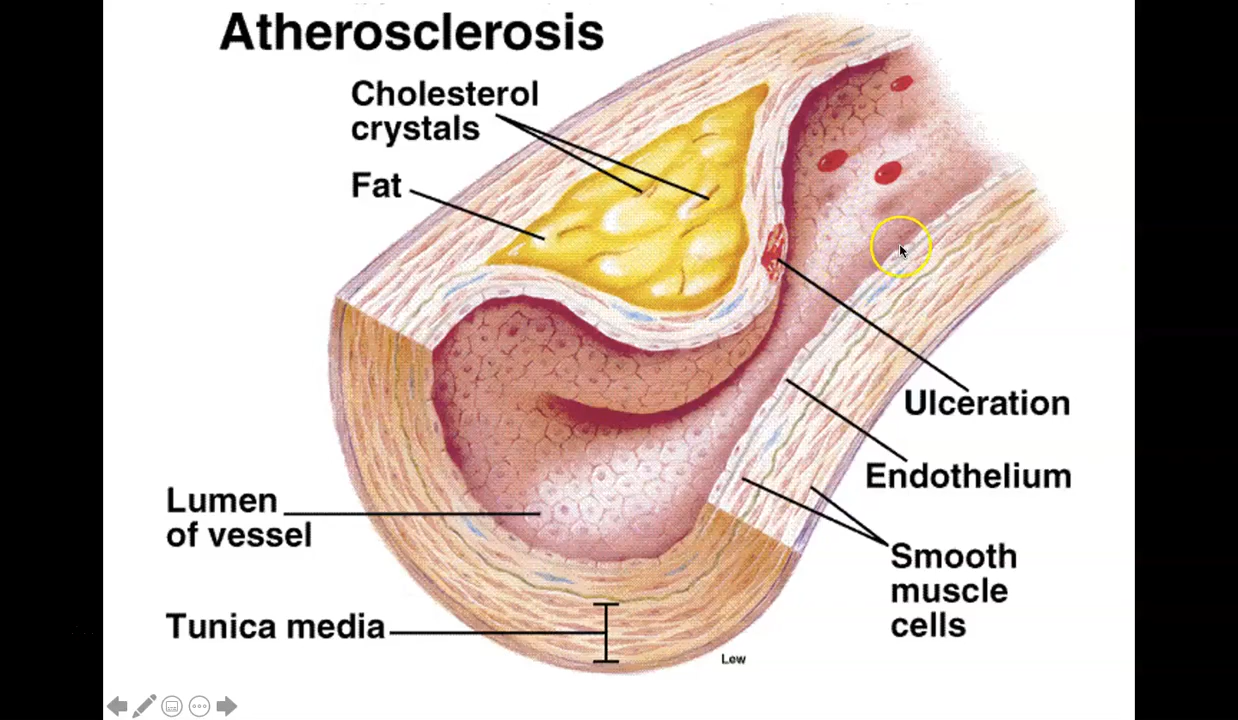 Atherosclerosis
Cholesterol
crystals
Fat
Ulceration
Endothelium
Lumen
of vessel
Smooth
muscle
cells
Tunica media
Lew